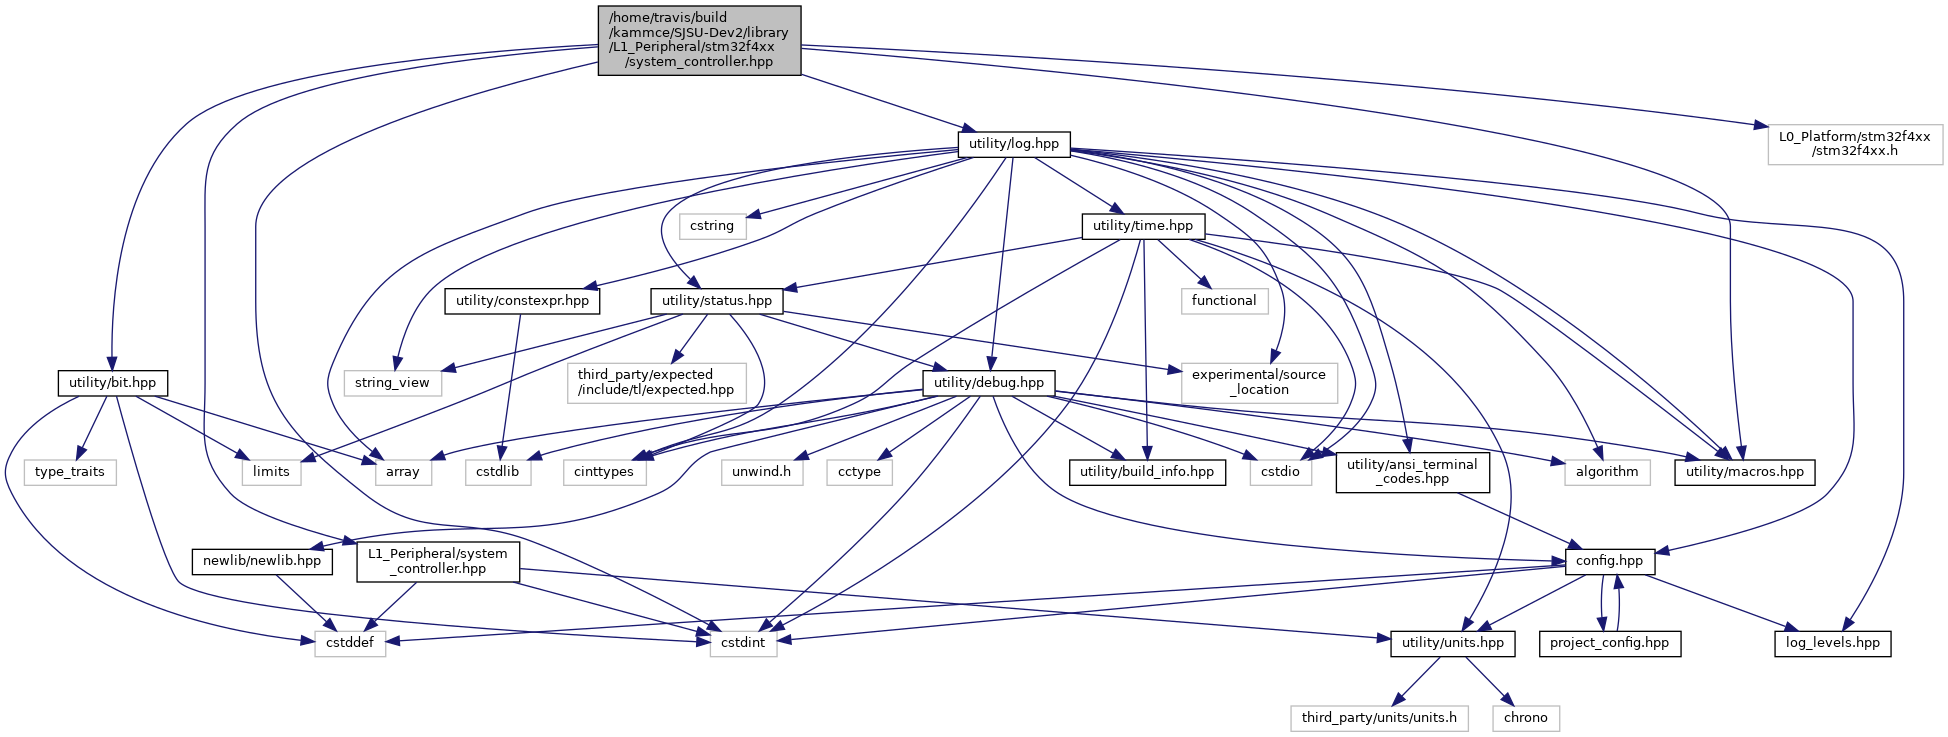 /home/travis/build
/kammce/SJSU-Dev2/library
/L1_Peripheral/stm32f4xx
/system_controller.hpp
L0_Platform/stm32f4xx
/stm32f4xx.h
utility/log.hpp
cstring
utility/time.hpp
utility/constexpr.hpp
utility/status.hpp
functional
utility/bit.hpp
string_view
third_party/expected
/include/tl/expected.hpp
utility/debug.hpp
experimental/source
_location
type_traits
limits
array
cstdlib
cinttypes
unwind.h
cctype
utility/build_info.hpp
cstdio
utility/ansi_terminal
_codes.hpp
algorithm
utility/macros.hpp
newlib/newlib.hpp
L1_Peripheral/system
_controller.hpp
config.hpp
cstddef
cstdint
utility/units.hpp
project_config.hpp
log_levels.hpp
third_party/units/units.h
chrono